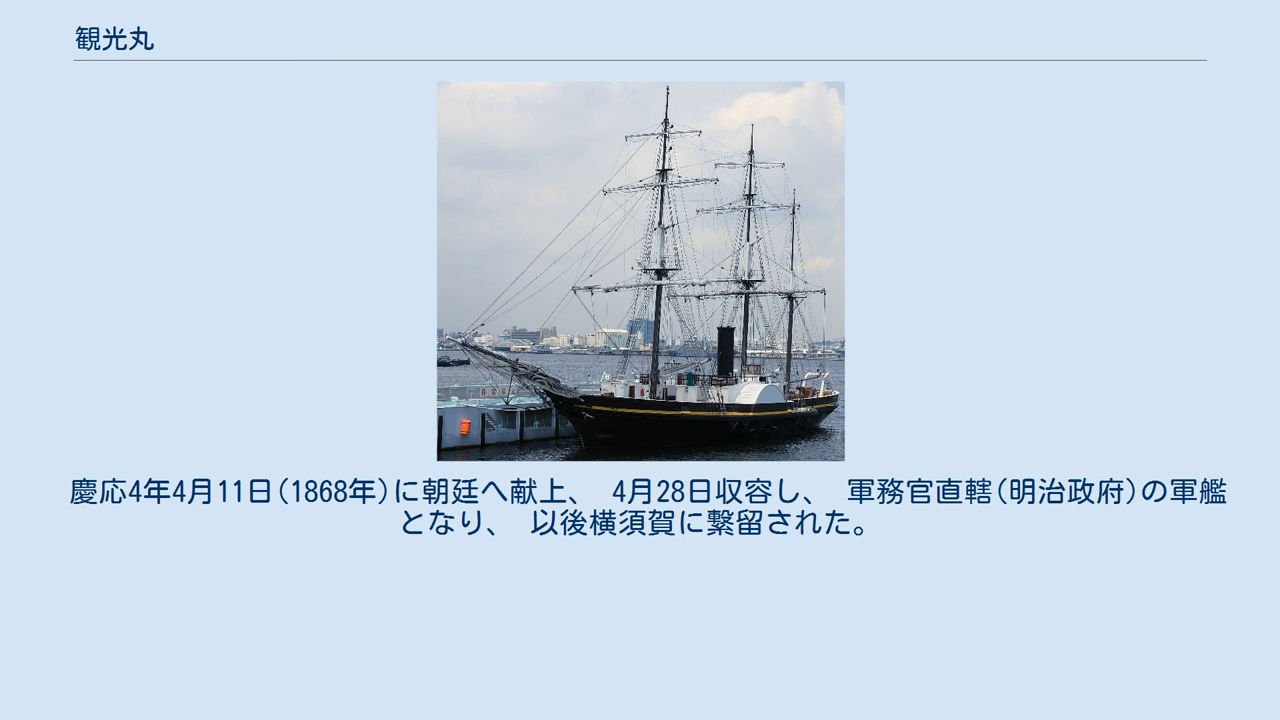 観光丸
慶応4年4月11日(1868年)に朝廷へ献上、 4月28日収容し、 軍務官直轄(明治政府)の軍艦
となり、 以後横須賀に繋留された。